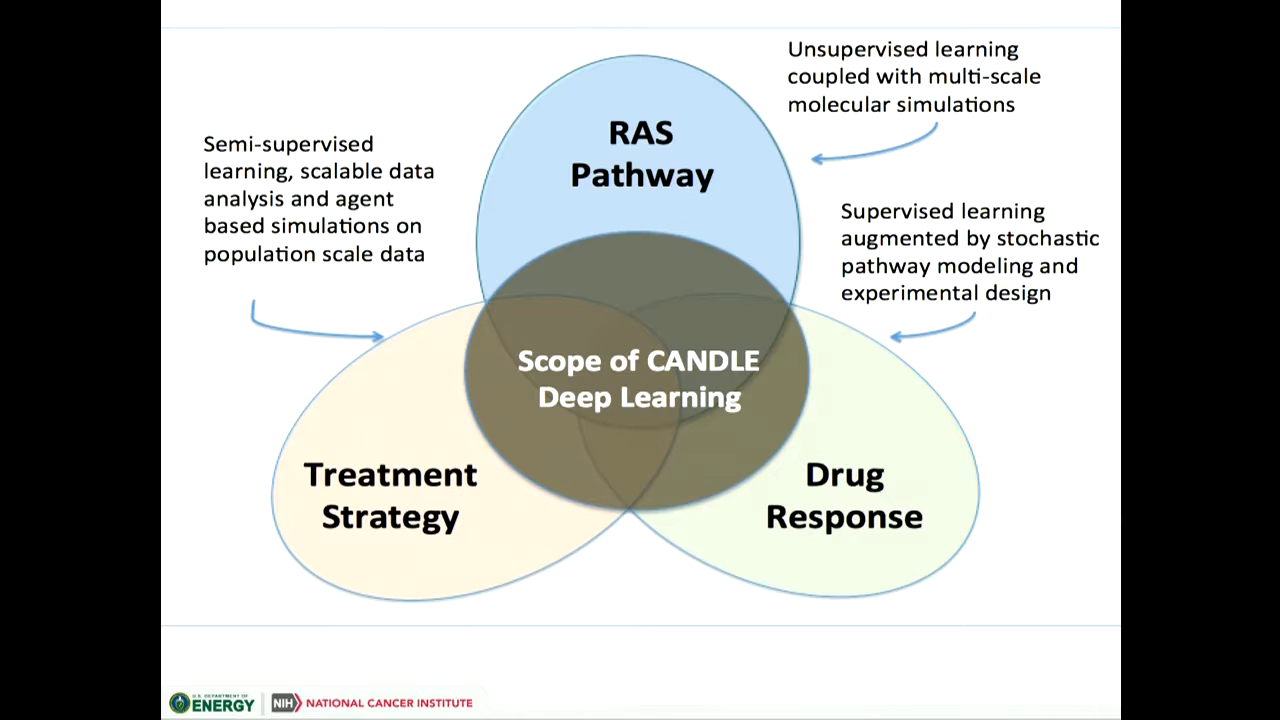 Unsupervised learning
coupled with multi-scale
molecular simulations
RAS
Pathway
Semi-supervised
learning, scalable data
analysis and agent
based simulations on
population scale data
Supervised learning
augmented by stochastic
pathway modeling and
experimental design
Scope of CANDLE
Deep Learning
Treatment
Strategy
Drug
Response
U.S. DEPARTMENT OF
ENERGY
NIH
NATIONAL CANCER INSTITUTE